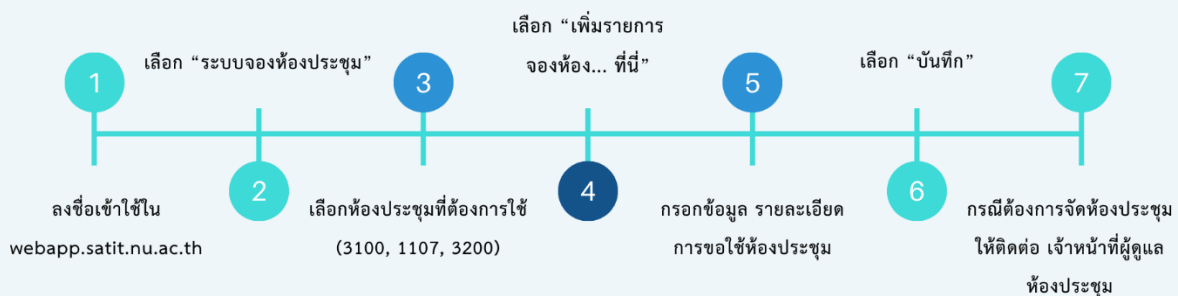 1
ลงชื่อเข้าใช้ใน
webapp.satit.nu.ac.th
เลือก “ระบบจองห้องประชุม”
2
3
เลือกห้องประชุมที่ต้องการใช้
(3100, 1107, 3200)
เลือก “เพิ่มรายการ
จองห้อง... ที่นี่”
4
5
กรอกข้อมูล รายละเอียด
การขอใช้ห้องประชุม
เลือก “บันทึก”
6
7
กรณีต้องการจัดห้องประชุม
ให้ติดต่อ เจ้าหน้าที่ผู้ดูแล
ห้องประชุม